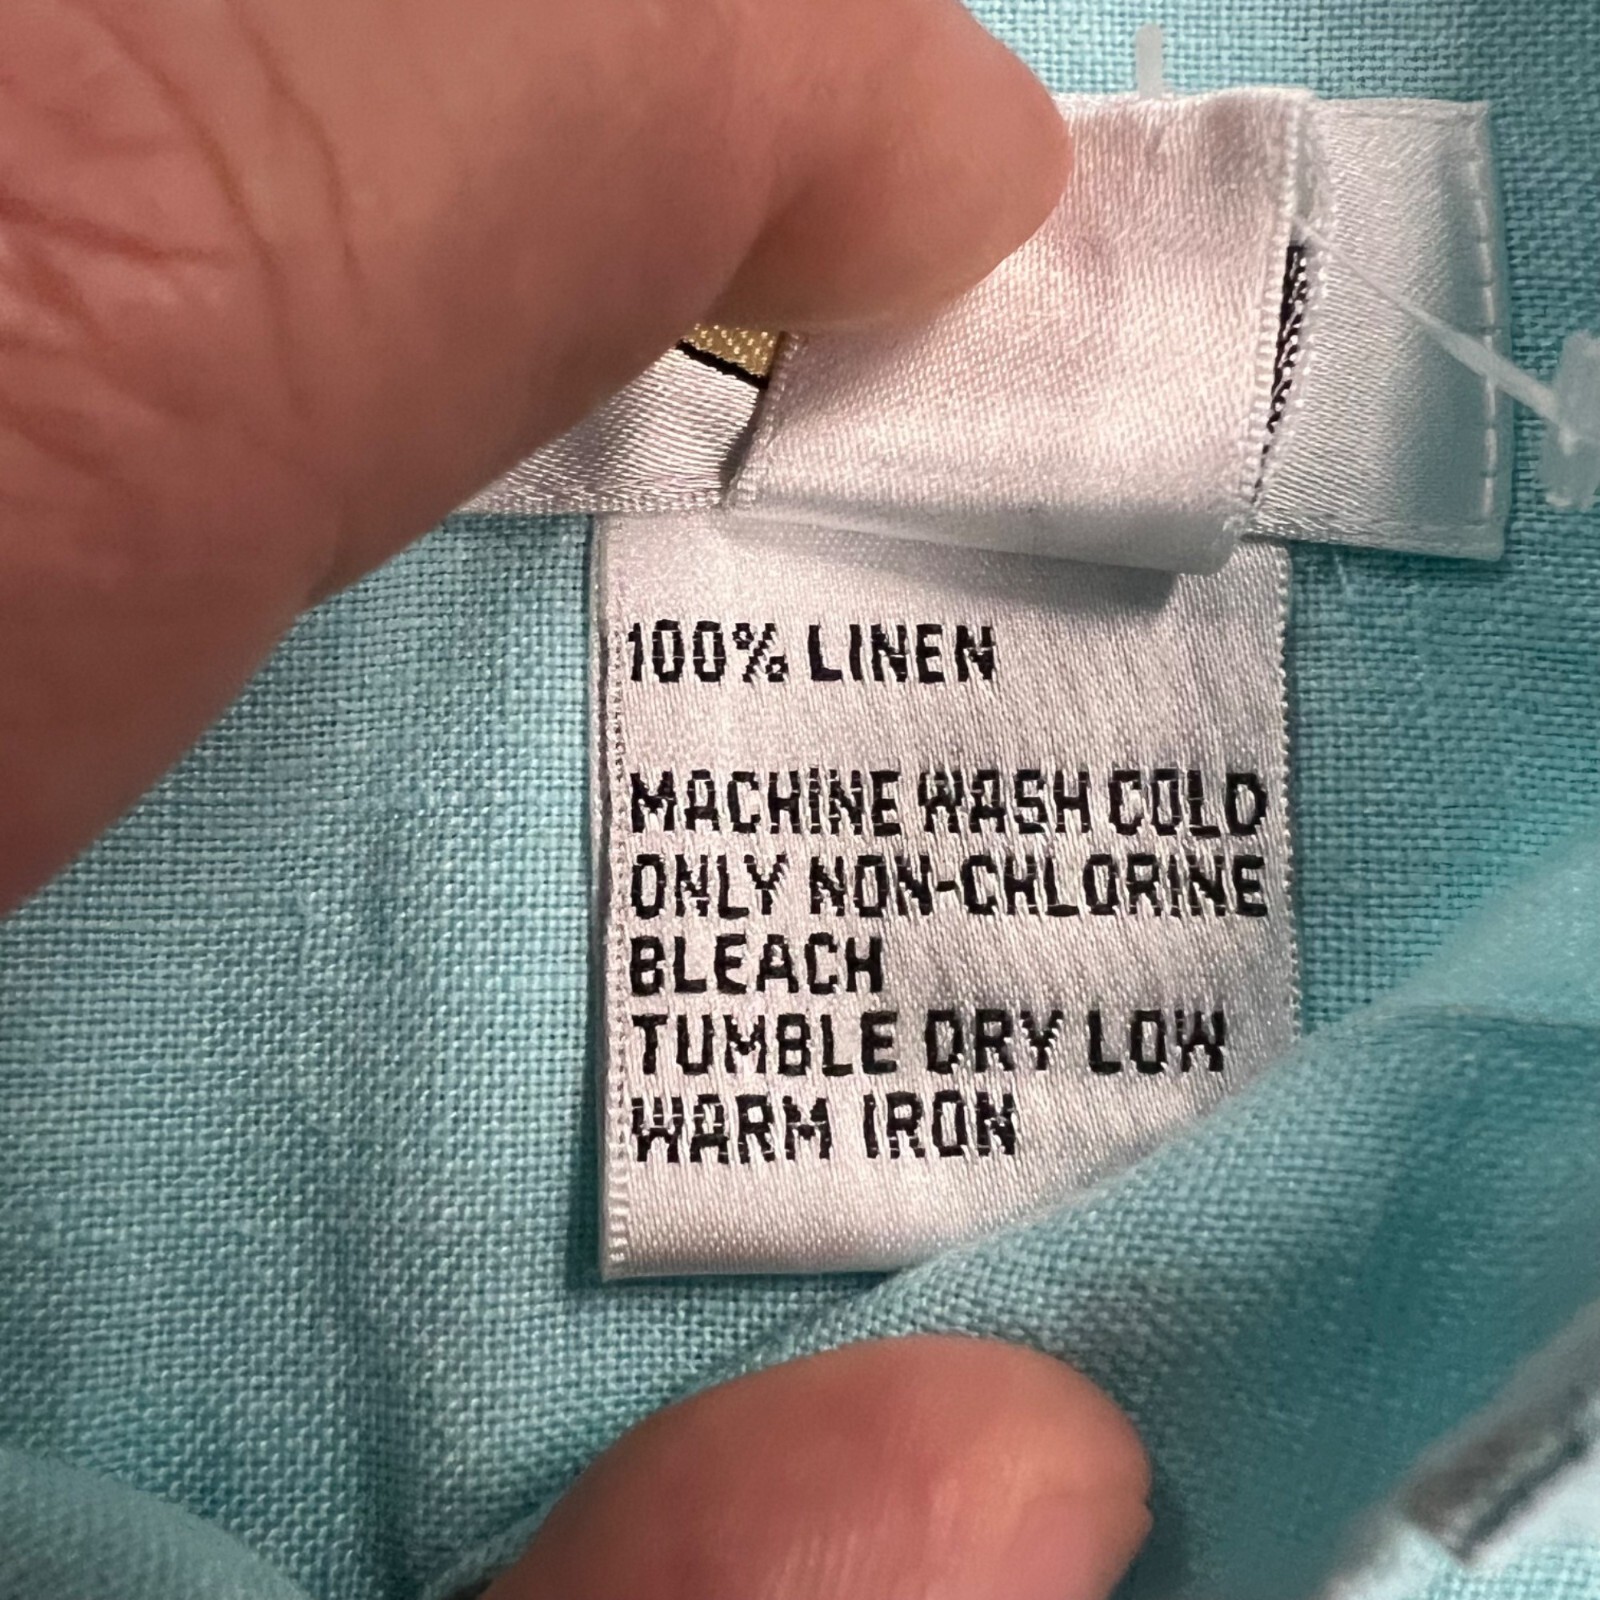 100% LINEN
MACHINE WASH COLD
ONLY NON-CHLORINE
BLEACH
TUMBLE DRY LOW
WARM IRON